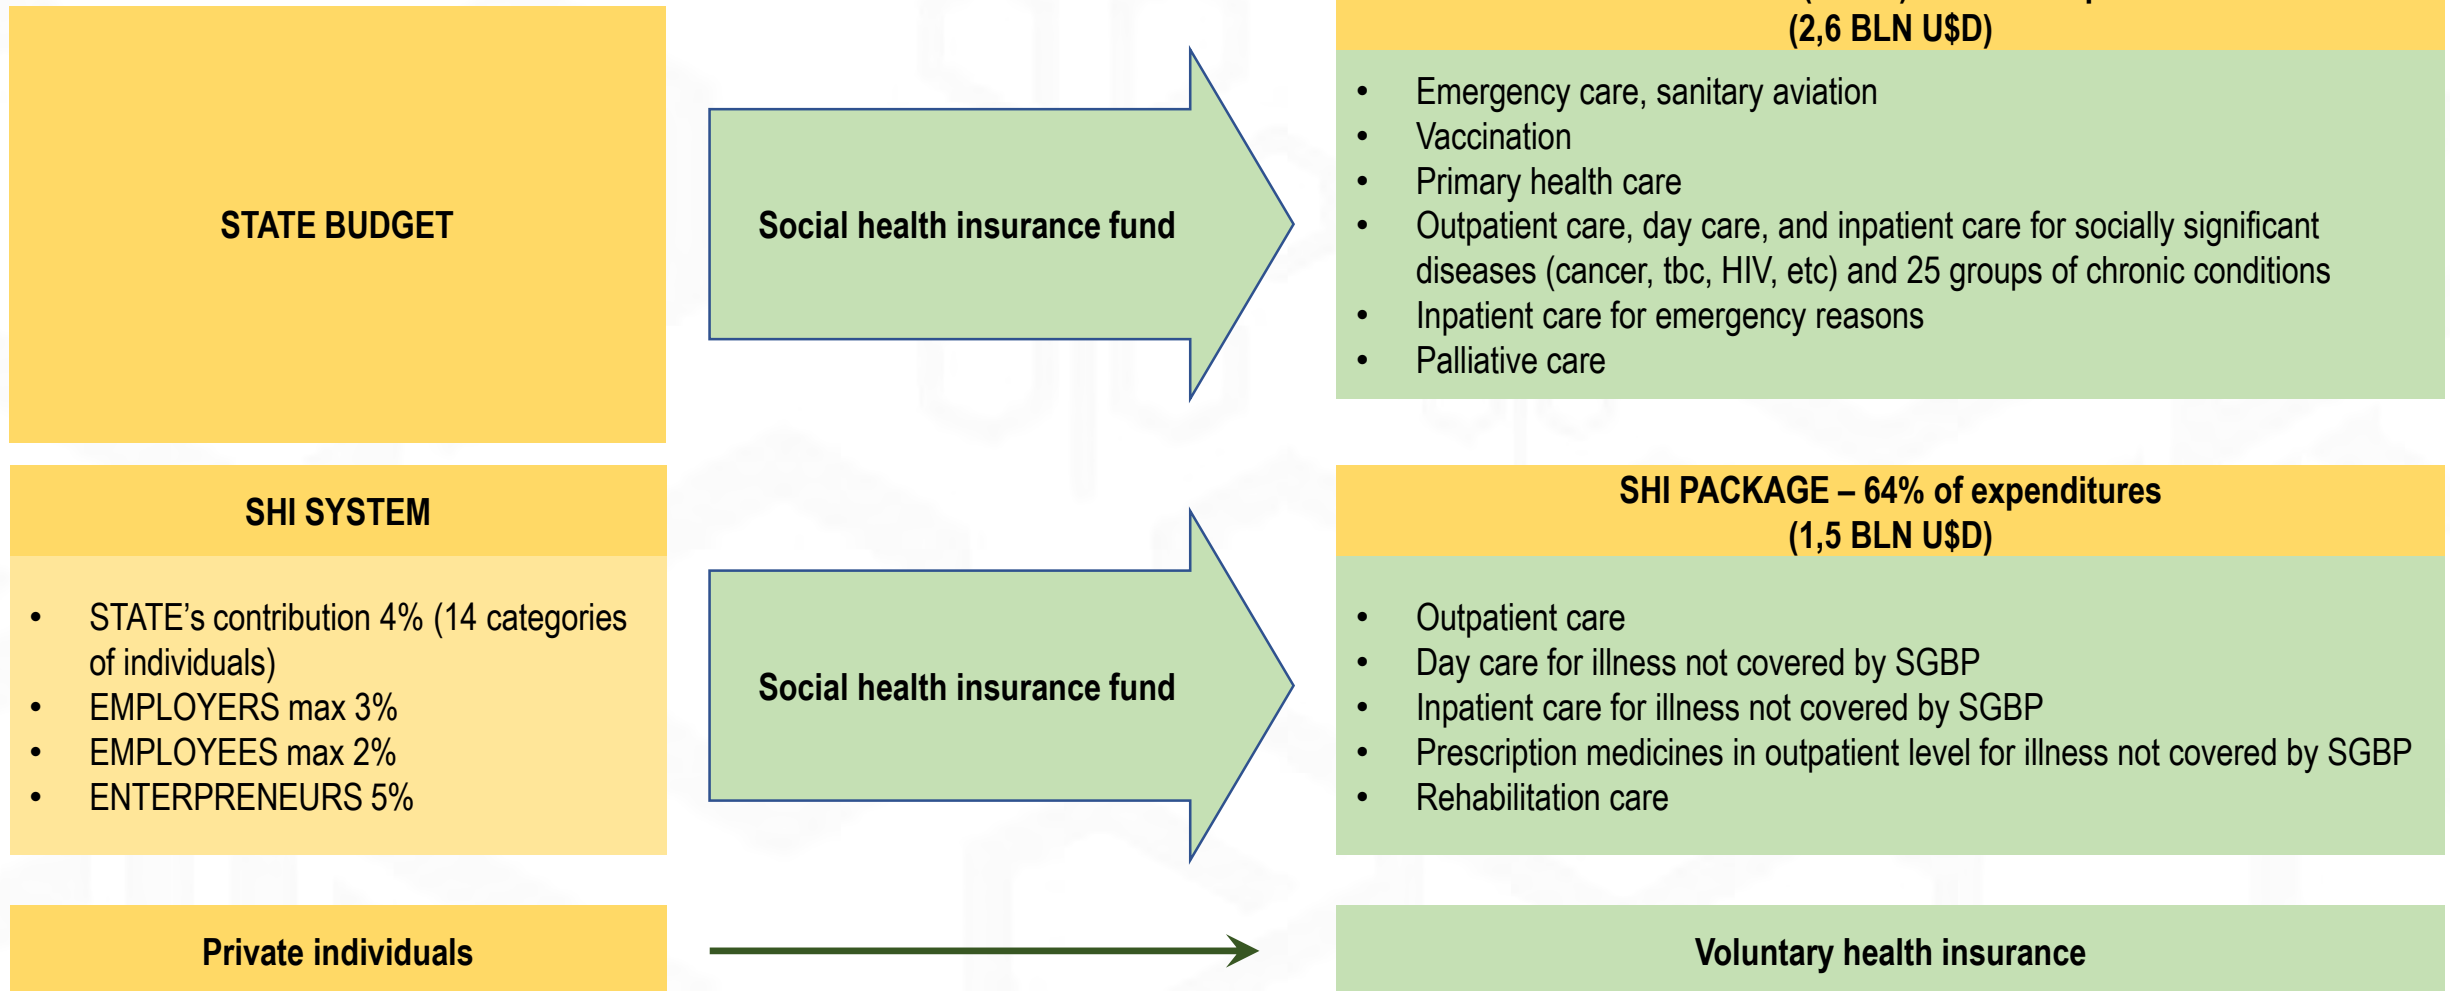 (2,6 BLN U$D)
STATE BUDGET
Social health insurance fund
• Emergency care, sanitary aviation
• Vaccination
• Primary health care
• Outpatient care, day care, and inpatient care for socially significant
diseases (cancer, tbc, HIV, etc) and 25 groups of chronic conditions
• Inpatient care for emergency reasons
• Palliative care
SHI SYSTEM
• STATE’s contribution 4% (14 categories
of individuals)
• EMPLOYERS max 3%
• EMPLOYEES max 2%
• ENTERPRENEURS 5%
Social health insurance fund
SHI PACKAGE – 64% of expenditures
(1,5 BLN U$D)
• Outpatient care
• Day care for illness not covered by SGBP
• Inpatient care for illness not covered by SGBP
• Prescription medicines in outpatient level for illness not covered by SGBP
• Rehabilitation care
Private individuals
Voluntary health insurance